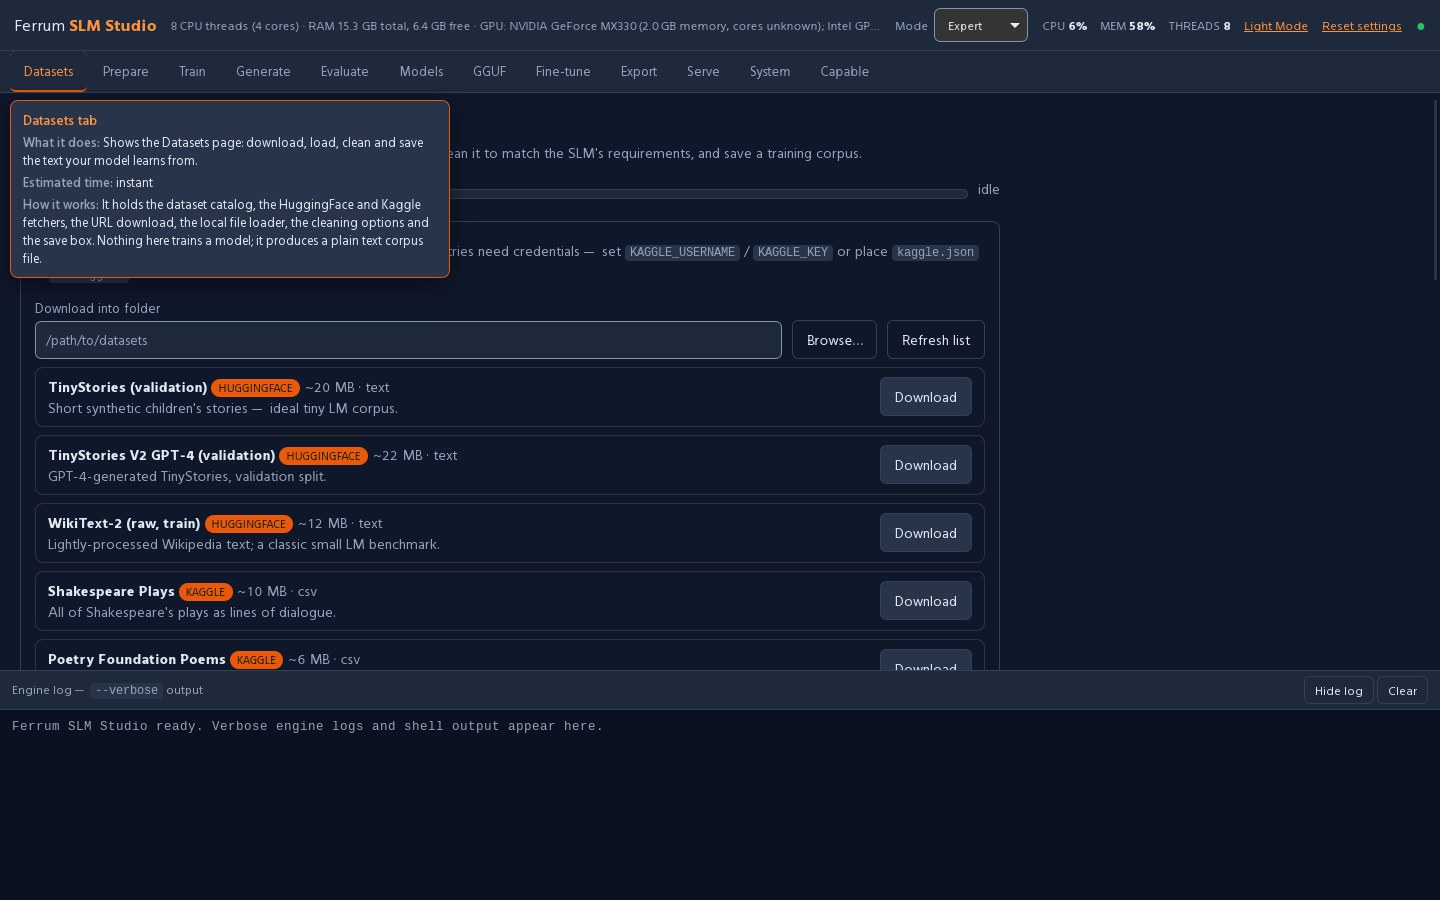 Ferrum SLM Studio 8 CPU threads (4 cores) · RAM 15.3 GB total, 6.4 GB free · GPU: NVIDIA GeForce MX330 (2.0 GB memory, cores unknown); Intel GP... Mode Expert CPU 6% MEM 58% THREADS 8 Light Mode Reset settings
Datasets Prepare Train Generate Evaluate Models GGUF Fine-tune Export Serve System Capable
Datasets tab
What it does: Shows the Datasets page: download, load, clean and save
the text your model learns from.
Estimated time: instant
How it works: It holds the dataset catalog, the HuggingFace and Kaggle
fetchers, the URL download, the local file loader, the cleaning options and
the save box. Nothing here trains a model; it produces a plain text corpus
file.
ean it to match the SLM's requirements, and save a training corpus.
idle
tries need credentials — set KAGGLE_USERNAME / KAGGLE_KEY or place kaggle.json
Download into folder
/path/to/datasets Browse... Refresh list
TinyStories (validation) HUGGINGFACE ~20 MB · text
Short synthetic children's stories — ideal tiny LM corpus.
Download
TinyStories V2 GPT-4 (validation) HUGGINGFACE ~22 MB · text
GPT-4-generated TinyStories, validation split.
Download
WikiText-2 (raw, train) HUGGINGFACE ~12 MB · text
Lightly-processed Wikipedia text; a classic small LM benchmark.
Download
Shakespeare Plays KAGGLE ~10 MB · csv
All of Shakespeare's plays as lines of dialogue.
Download
Poetry Foundation Poems KAGGLE ~6 MB · csv
Download
Engine log — --verbose output Hide log Clear
Ferrum SLM Studio ready. Verbose engine logs and shell output appear here.